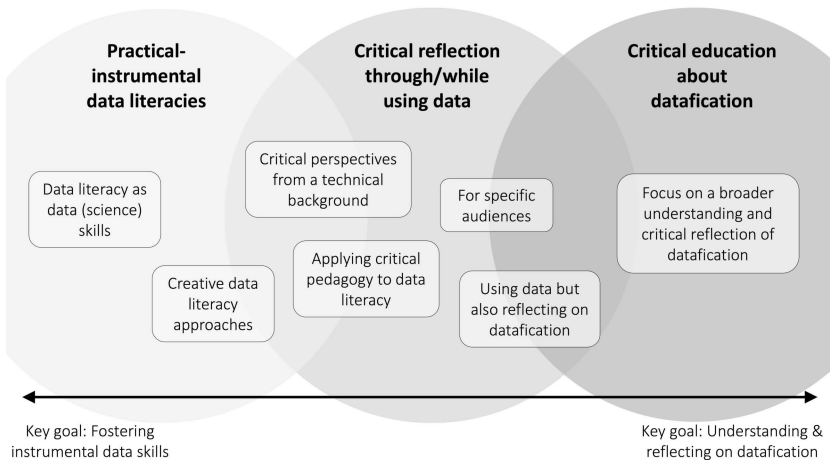 Practical-
instrumental
data literacies
Critical reflection
through/while
using data
Critical education
about
datafication
Data literacy as
data (science)
skills
Creative data
literacy
approaches
Critical perspectives
from a technical
background
Applying critical
pedagogy to data
literacy
For specific
audiences
Using data but
also reflecting on
datafication
Focus on a broader
understanding and
critical reflection of
datafication
Key goal: Fostering
instrumental data skills
Key goal: Understanding &
reflecting on datafication